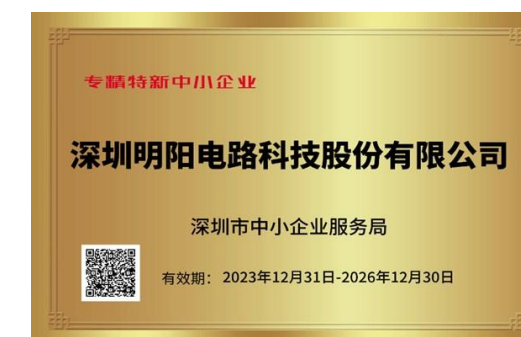 专精特新中小企业
深圳明阳电路科技股份有限公司
深圳市中小企业服务局
有效期：2023年12月31日-2026年12月30日